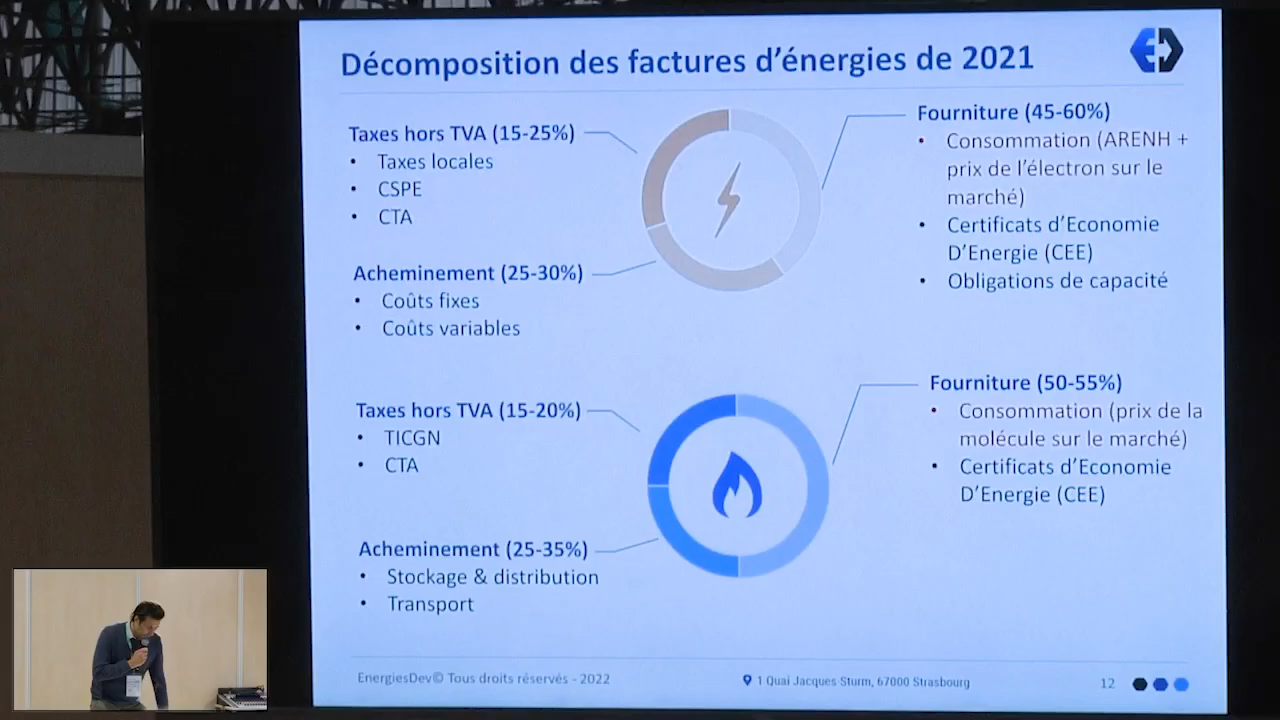 Décomposition des factures d'énergies de 2021
Taxes hors TVA (15-25%)
• Taxes locales
• CSPE
• CTA
Acheminement (25-30%)
• Coûts fixes
• Coûts variables
Fourniture (45-60%)
• Consommation (ARENH +
prix de l'électron sur le
marché)
• Certificats d'Economie
D'Energie (CEE)
• Obligations de capacité
Taxes hors TVA (15-20%)
• TICGN
• CTA
Acheminement (25-35%)
• Stockage & distribution
• Transport
Fourniture (50-55%)
• Consommation (prix de la
molécule sur le marché)
• Certificats d'Economie
D'Energie (CEE)
EnergiesDev© Tous droits réservés - 2022
1 Quai Jacques Sturm, 67000 Strasbourg
12